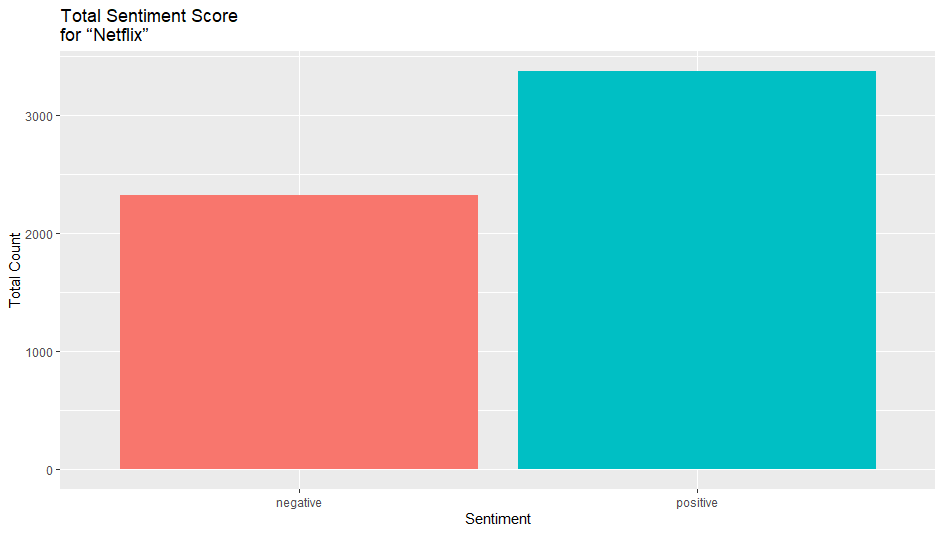 Total Sentiment Score
for “Netflix”
Total Count
3000
2000
1000
0
negative
positive
Sentiment